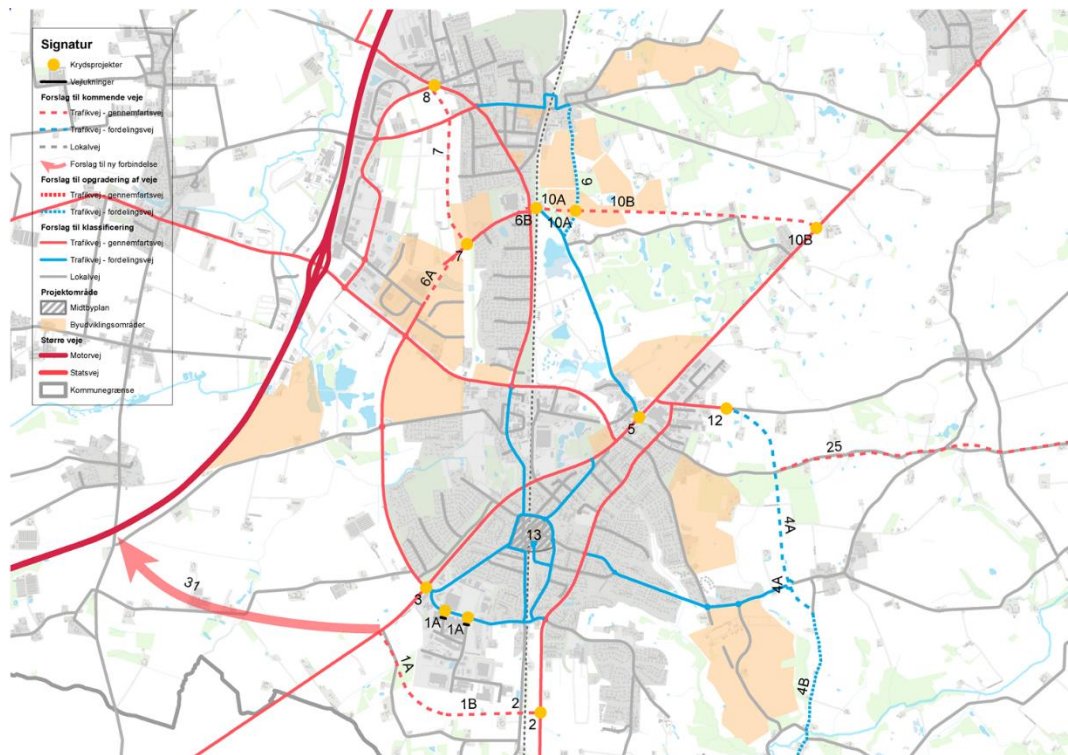 Signatur
Krydsprojekter
Vejlukninger
Forslag til kommende veje
Trafikvej - gennemfartsvej
Trafikvej - fordelingsvej
Lokalvej
Forslag til ny forbindelse
Forslag til opgradering af veje
Trafikvej - gennemfartsvej
Trafikvej - fordelingsvej
Forslag til klassificering
Trafikvej - gennemfartsvej
Trafikvej - fordelingsvej
Lokalvej
Projektområde
Midtbyplan
Byudviklingsområder
Større veje
Motorvej
Statsvej
Kommunegrænse
8
7
9
10A
10B
6B
10A
10B
7
6A
5
12
25
4A
13
4A
31
3
1A
1A
4B
1A
1B
2
2